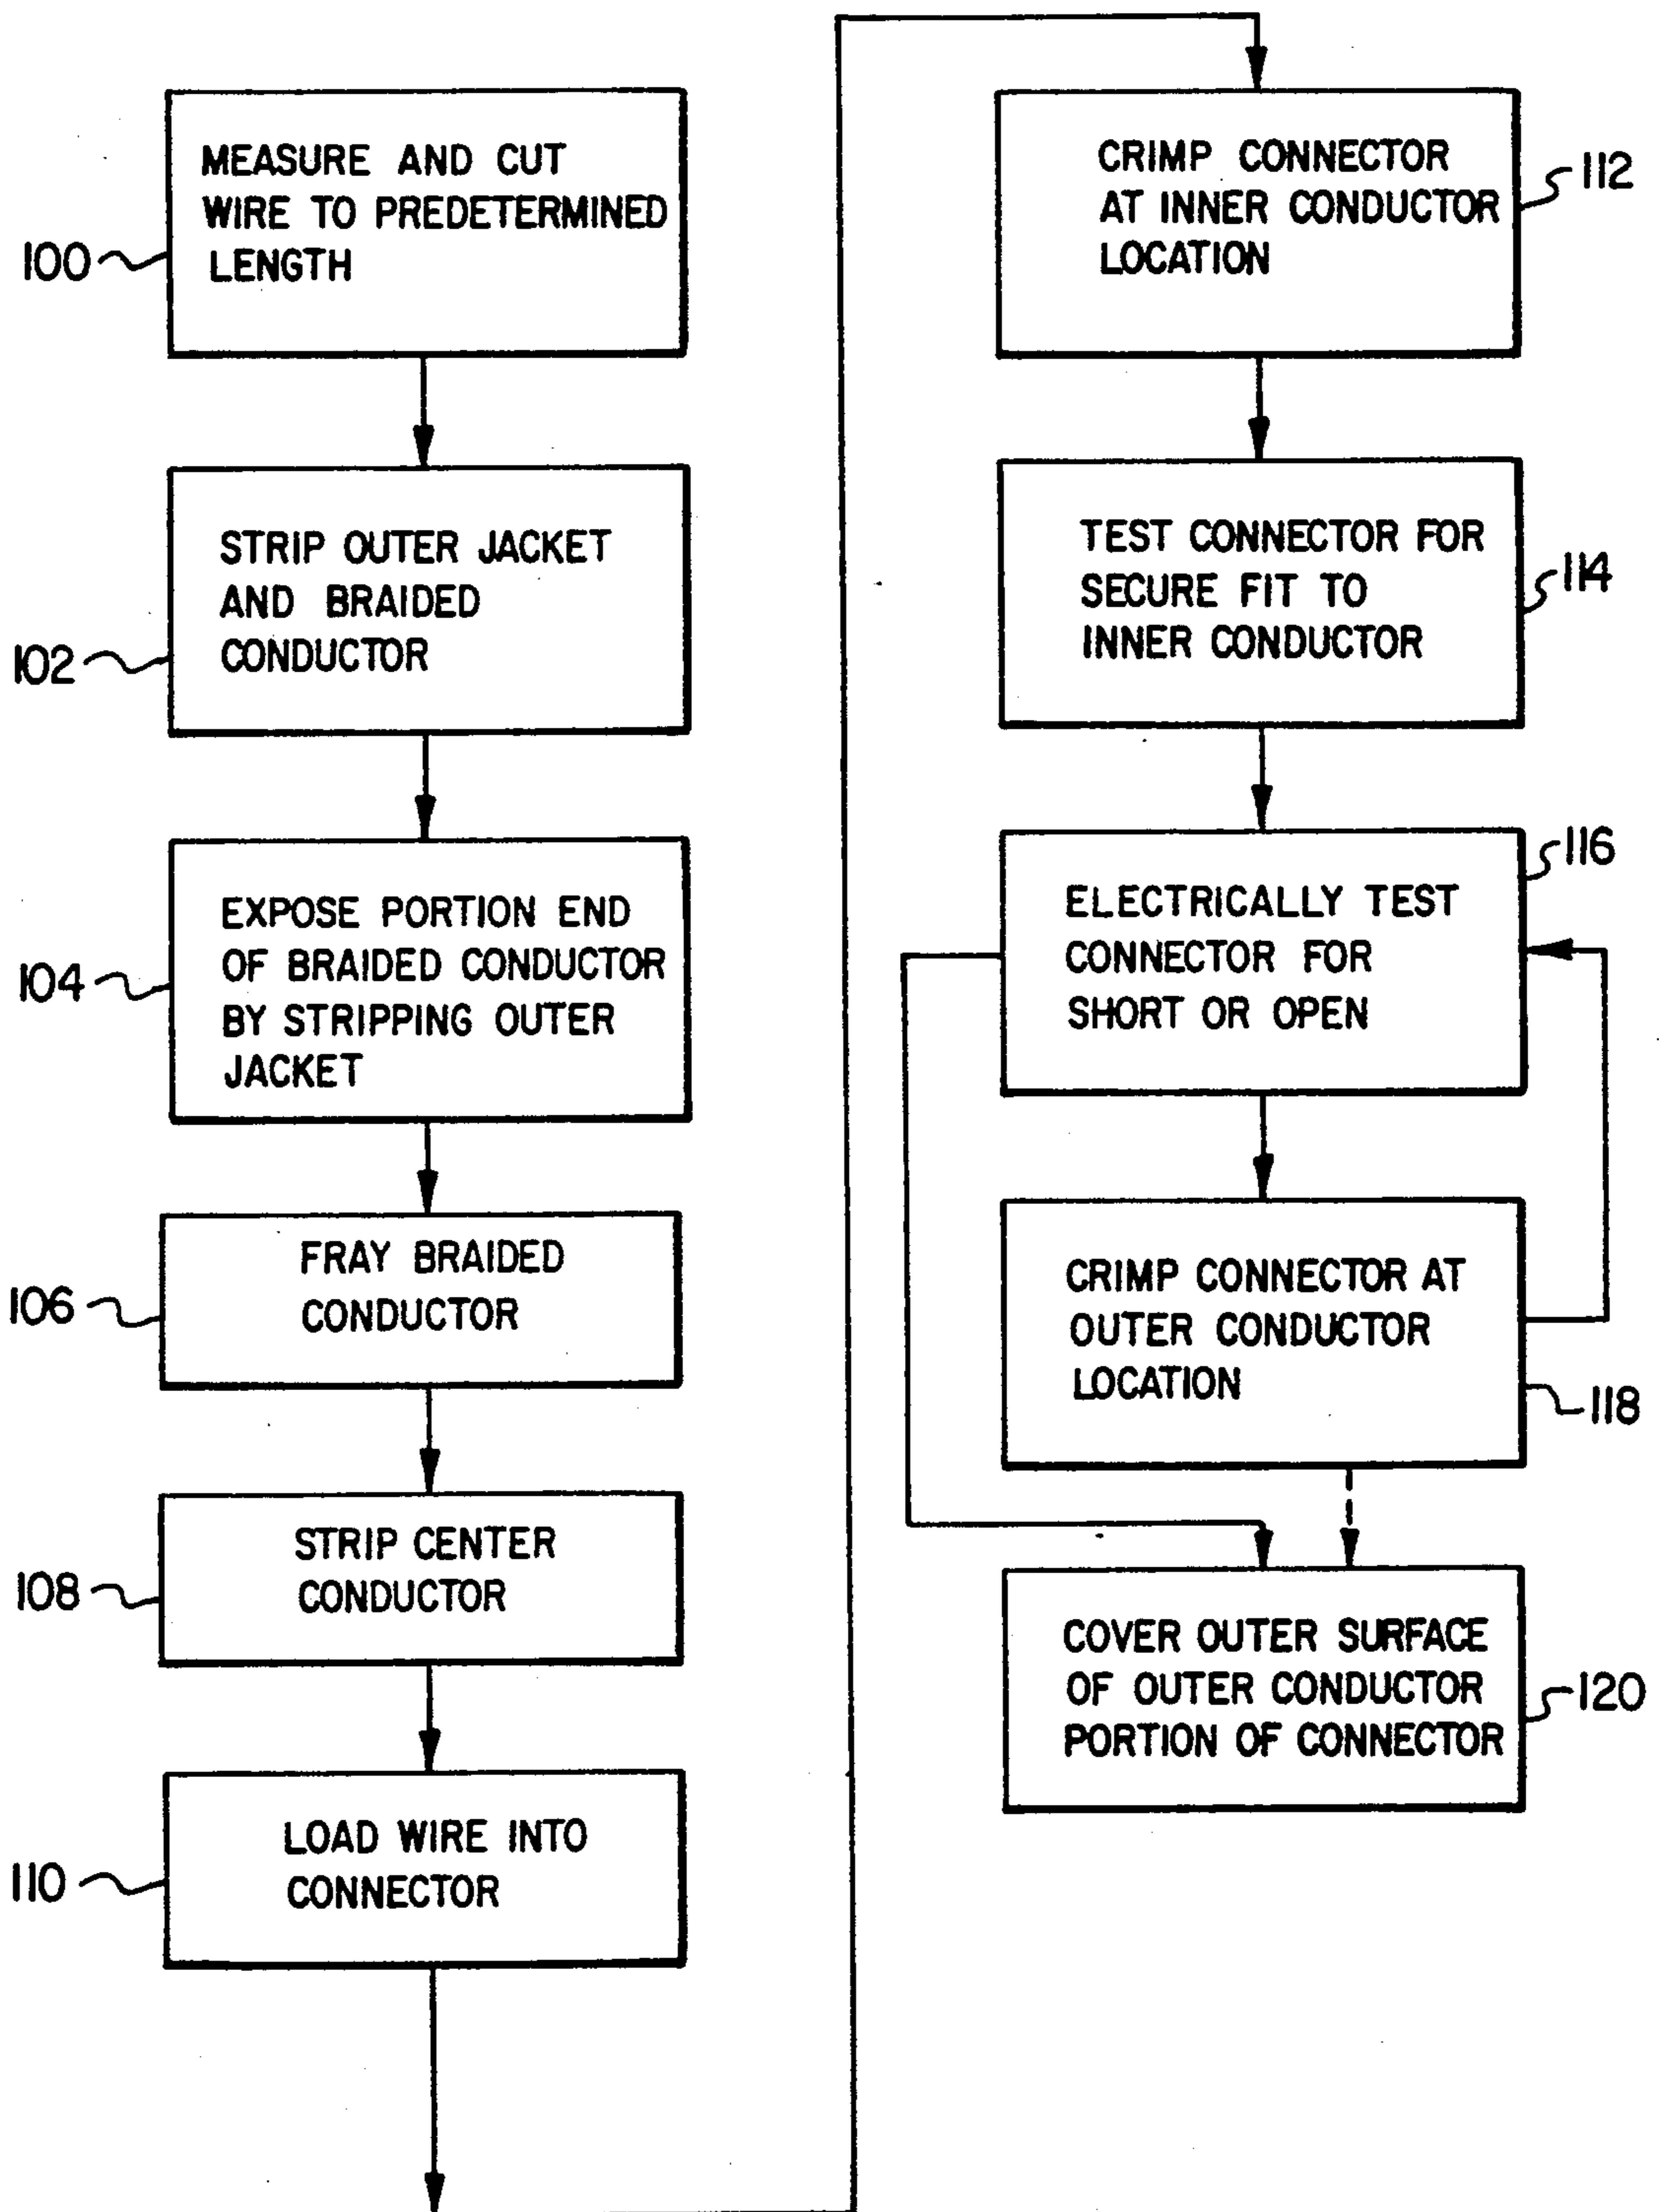 MEASURE AND CUT
WIRE TO PREDETERMINED
LENGTH
100
STRIP OUTER JACKET
AND BRAIDED
CONDUCTOR
102
EXPOSE PORTION END
OF BRAIDED CONDUCTOR
BY STRIPPING OUTER
JACKET
104
FRAY BRAIDED
CONDUCTOR
106
STRIP CENTER
CONDUCTOR
108
LOAD WIRE INTO
CONNECTOR
110
CRIMP CONNECTOR
AT INNER CONDUCTOR
LOCATION
112
TEST CONNECTOR FOR
SECURE FIT TO
INNER CONDUCTOR
114
ELECTRICALLY TEST
CONNECTOR FOR
SHORT OR OPEN
116
CRIMP CONNECTOR AT
OUTER CONDUCTOR
LOCATION
118
COVER OUTER SURFACE
OF OUTER CONDUCTOR
PORTION OF CONNECTOR
120